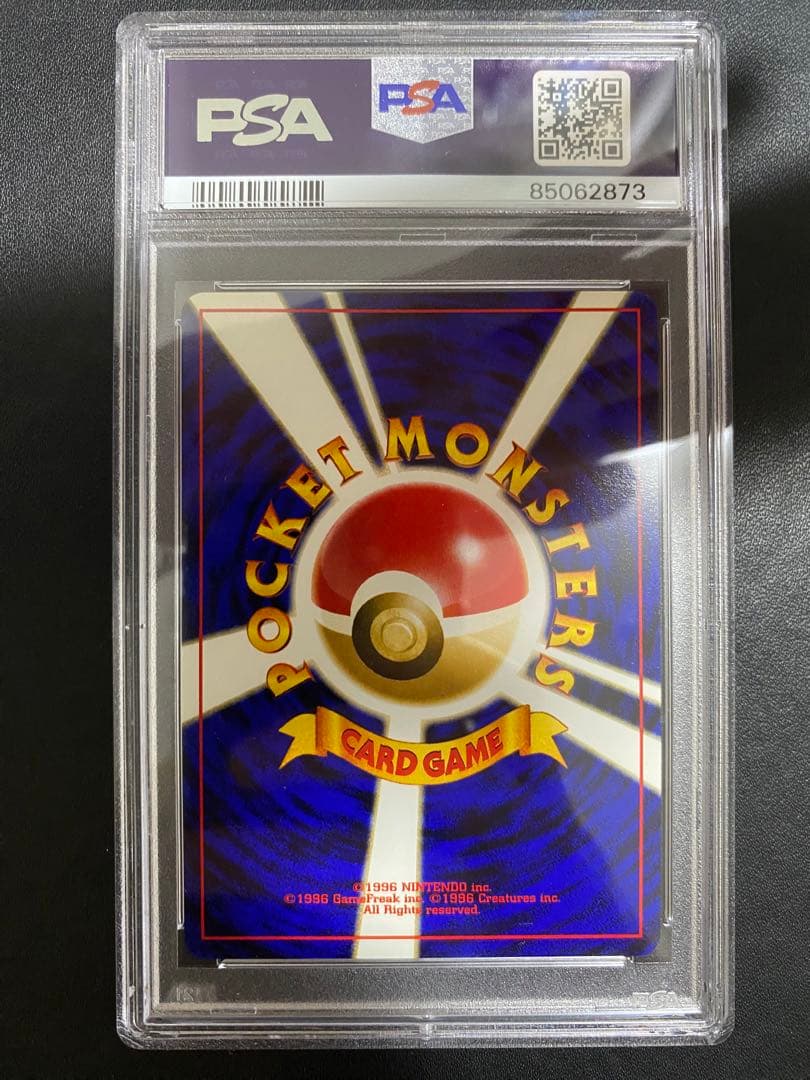 PSA
PSA
85062873
POCKET MONSTERS
CARD GAME
©1996 NINTENDO inc.
©1996 GameFreak inc. ©1996 Creatures inc.
All Rights reserved.